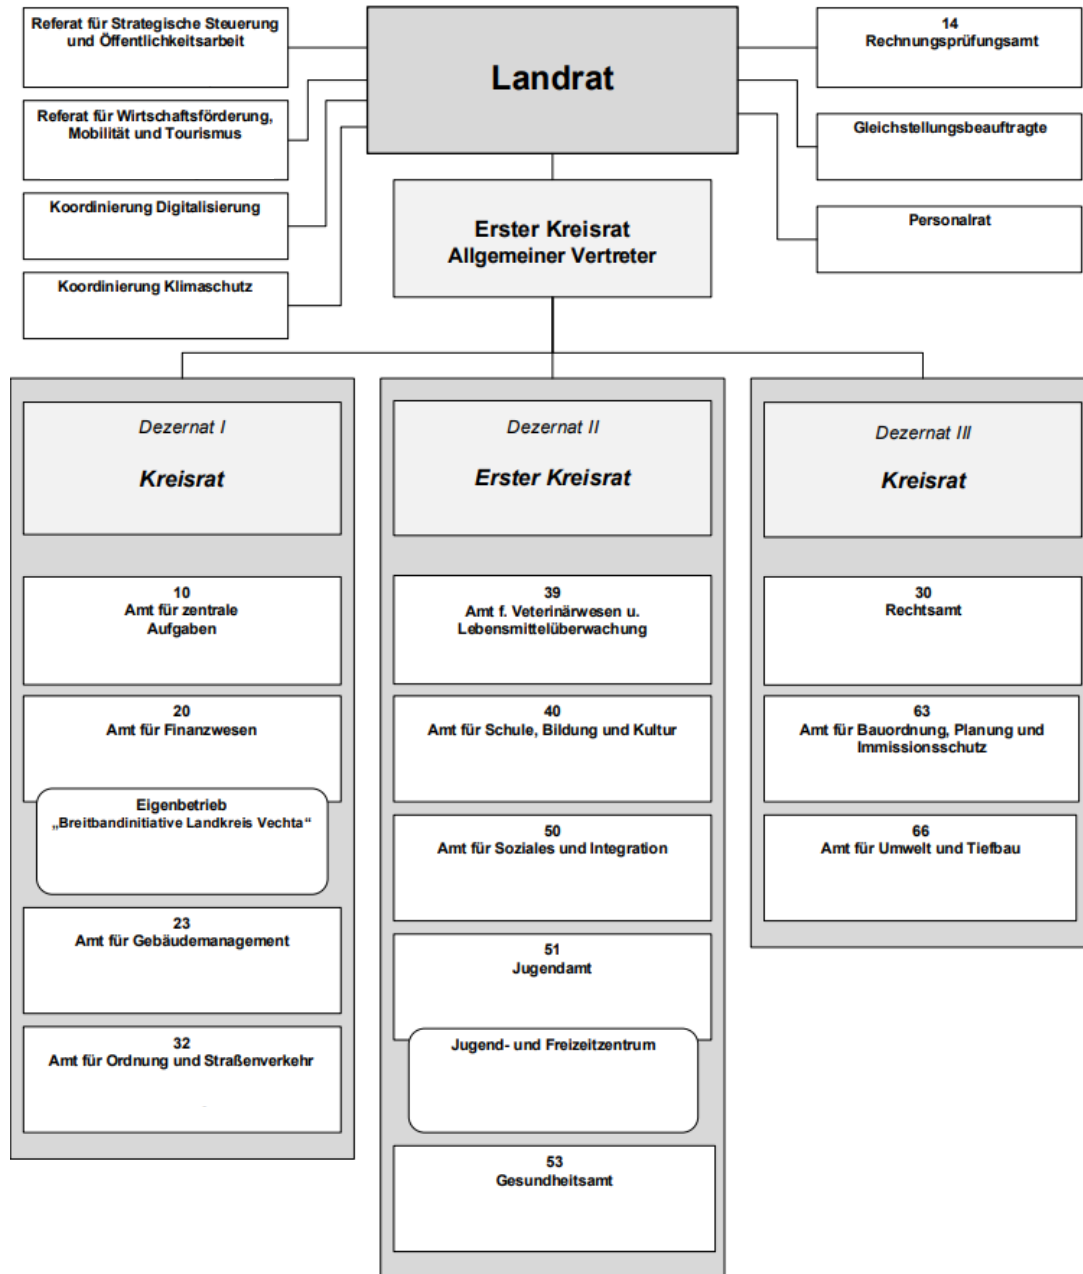 Referat für Strategische Steuerung
und Öffentlichkeitsarbeit
Referat für Wirtschaftsförderung,
Mobilität und Tourismus
Koordinierung Digitalisierung
Koordinierung Klimaschutz
Landrat
Erster Kreisrat
Allgemeiner Vertreter
14
Rechnungsprüfungsamt
Gleichstellungsbeauftragte
Personalrat
Dezernat I
Kreisrat
10
Amt für zentrale
Aufgaben
20
Amt für Finanzwesen
Eigenbetrieb
„Breitbandinitiative Landkreis Vechta“
23
Amt für Gebäudemanagement
32
Amt für Ordnung und Straßenverkehr
Dezernat II
Erster Kreisrat
39
Amt f. Veterinärwesen u.
Lebensmittelüberwachung
40
Amt für Schule, Bildung und Kultur
50
Amt für Soziales und Integration
51
Jugendamt
Jugend- und Freizeitzentrum
53
Gesundheitsamt
Dezernat III
Kreisrat
30
Rechtsamt
63
Amt für Bauordnung, Planung und
Immissionsschutz
66
Amt für Umwelt und Tiefbau